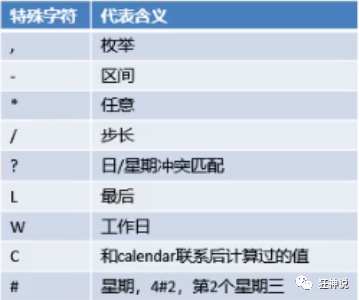 特殊字符 代表含义
, 枚举
- 区间
* 任意
/ 步长
? 日/星期冲突匹配
L 最后
W 工作日
C 和calendar联系后计算过的值
# 星期，4#2，第2个星期三
狂神说